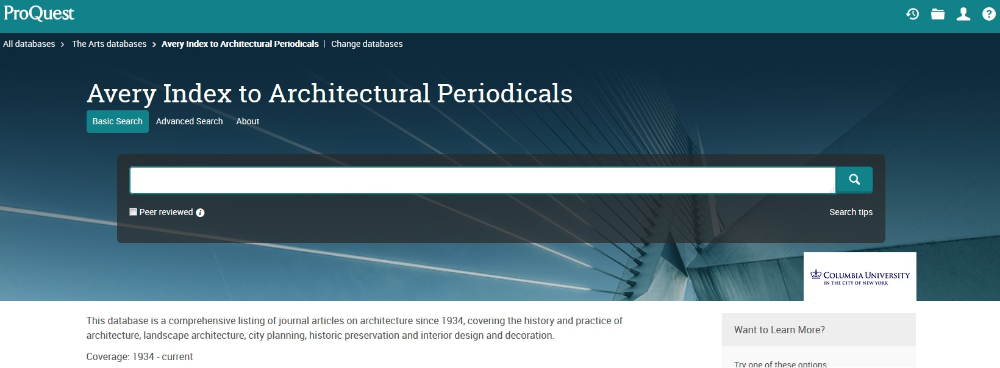 ProQuest
All databases > The Arts databases > Avery Index to Architectural Periodicals | Change databases
Avery Index to Architectural Periodicals
Basic Search Advanced Search About
Peer reviewed i
Search tips
COLUMBIA UNIVERSITY
IN THE CITY OF NEW YORK
This database is a comprehensive listing of journal articles on architecture since 1934, covering the history and practice of
architecture, landscape architecture, city planning, historic preservation and interior design and decoration.
Coverage: 1934 - current
Want to Learn More?
Try one of these options: